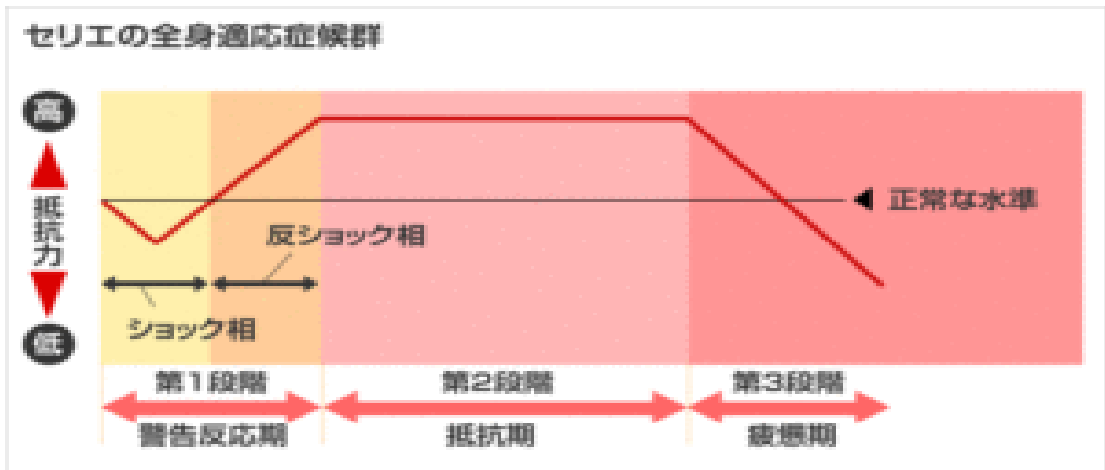 セリエの全身適応症候群
高
抵抗力
低
正常な水準
反ショック相
ショック相
第1段階
第2段階
第3段階
警告反応期
抵抗期
疲憊期